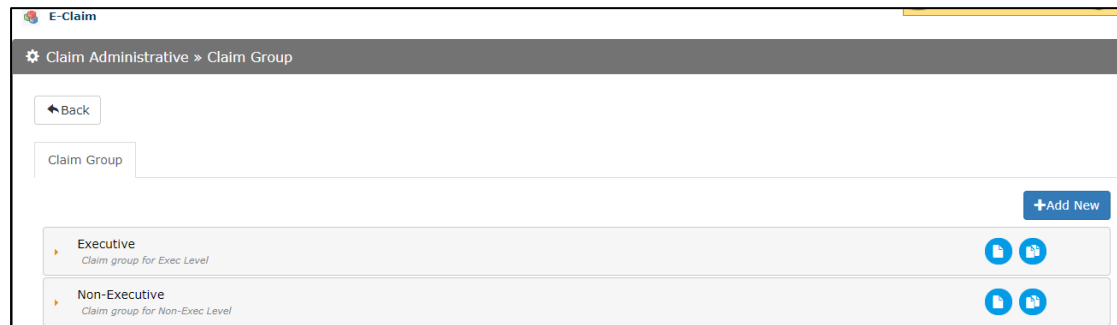 E-Claim
Claim Administrative » Claim Group
Back
Claim Group
+Add New
Executive
Claim group for Exec Level
Non-Executive
Claim group for Non-Exec Level